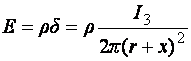 E = ρδ = ρ I₃ / 2π(r + x)²